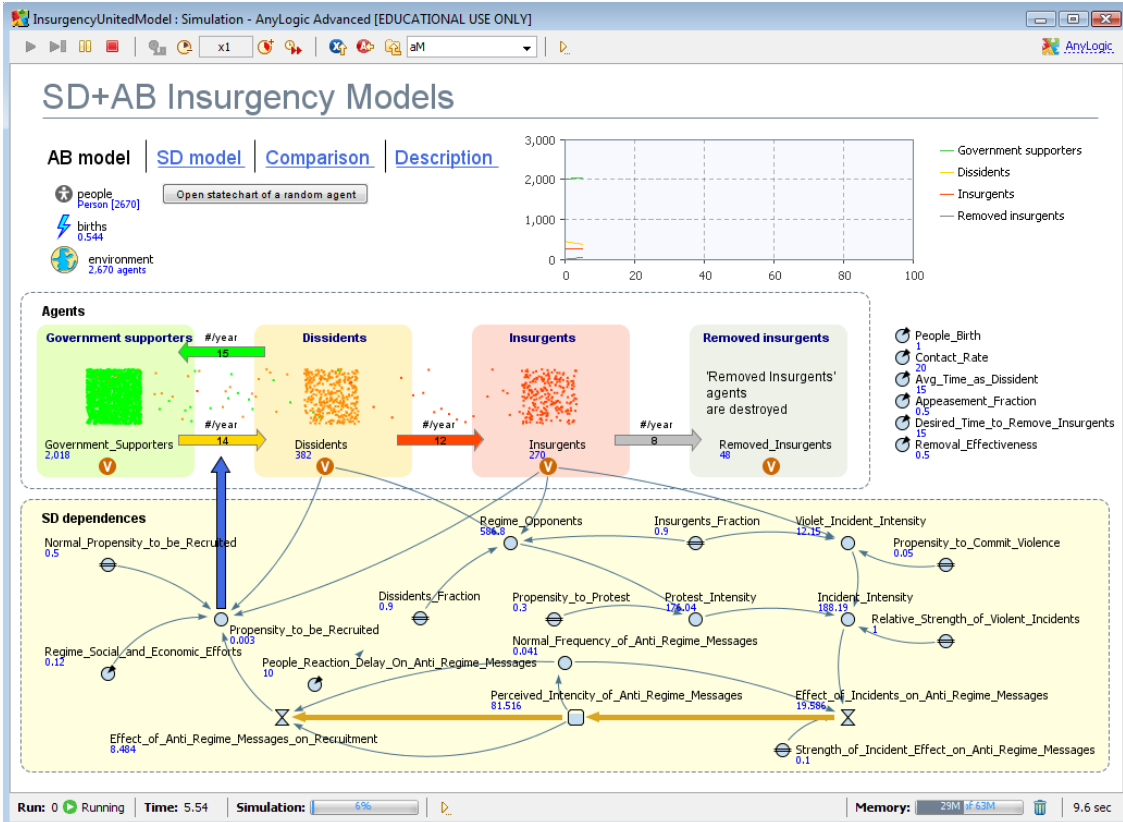 InsurgencyUnitedModel : Simulation - AnyLogic Advanced [EDUCATIONAL USE ONLY]
x1
aM
AnyLogic
SD+AB Insurgency Models
AB model
SD model
Comparison
Description
people
Person [2670]
Open statechart of a random agent
births
0.544
environment
2,670 agents
3,000
2,000
1,000
0
0
20
40
60
80
100
Government supporters
Dissidents
Insurgents
Removed insurgents
Agents
Government supporters
#/year
15
Dissidents
Insurgents
Removed insurgents
'Removed Insurgents'
agents
are destroyed
#/year
14
#/year
12
#/year
8
Government_Supporters
2,018
V
Dissidents
382
V
Insurgents
270
V
Removed_Insurgents
48
V
People_Birth
1
Contact_Rate
20
Avg_Time_as_Dissident
15
Appeasement_Fraction
0.5
Desired_Time_to_Remove_Insurgents
15
Removal_Effectiveness
0.5
SD dependences
Normal_Propensity_to_be_Recruited
0.5
Regime_Opponents
586.8
Insurgents_Fraction
0.9
Violet_Incident_Intensity
12.15
Propensity_to_Commit_Violence
0.05
Dissidents_Fraction
0.9
Propensity_to_Protest
0.3
Protest_Intensity
176.04
Incident_Intensity
188.19
Relative_Strength_of_Violent_Incidents
1
Propensity_to_be_Recruited
0.003
Normal_Frequency_of_Anti_Regime_Messages
0.041
Regime_Social_and_Economic_Efforts
0.12
People_Reaction_Delay_On_Anti_Regime_Messages
10
Perceived_Intencity_of_Anti_Regime_Messages
81.516
Effect_of_Incidents_on_Anti_Regime_Messages
19.586
Effect_of_Anti_Regime_Messages_on_Recruitment
8.484
Strength_of_Incident_Effect_on_Anti_Regime_Messages
0.1
Run: 0 Running Time: 5.54 Simulation: 6% Memory: 29M of 63M 9.6 sec